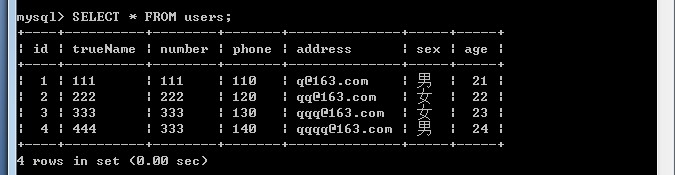 mysql> SELECT * FROM users;
+----+----------+--------+-------+--------------+-----+-----+
| id | trueName | number | phone | address      | sex | age |
+----+----------+--------+-------+--------------+-----+-----+
|  1 | 111      | 111    | 110   | q@163.com    | 男  |  21 |
|  2 | 222      | 222    | 120   | qq@163.com   | 女  |  22 |
|  3 | 333      | 333    | 130   | qqq@163.com  | 女  |  23 |
|  4 | 444      | 333    | 140   | qqqq@163.com | 男  |  24 |
+----+----------+--------+-------+--------------+-----+-----+
4 rows in set (0.00 sec)